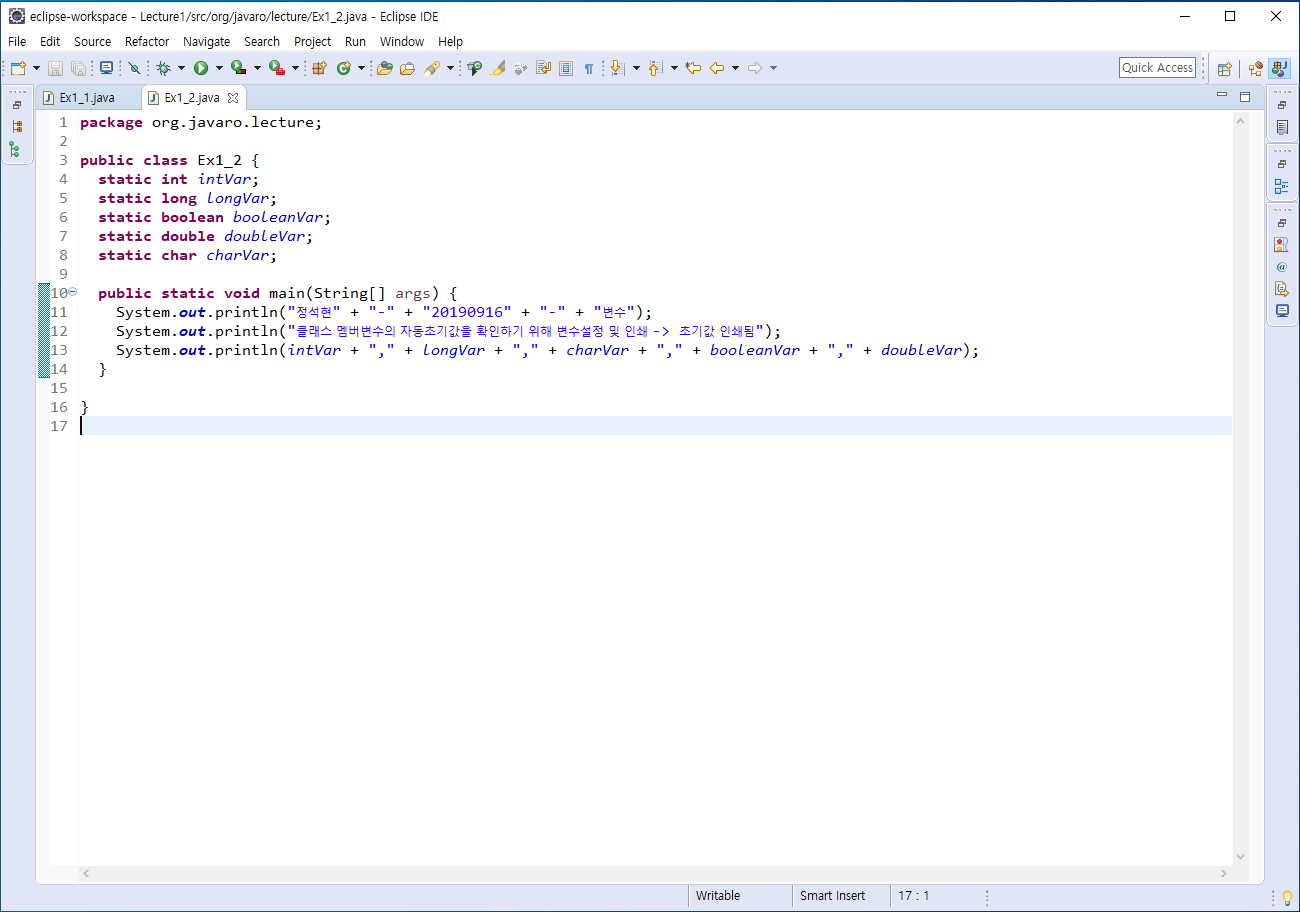 eclipse-workspace - Lecture1/src/org/javaro/lecture/Ex1_2.java - Eclipse IDE
File Edit Source Refactor Navigate Search Project Run Window Help
Quick Access
Ex1_1.java Ex1_2.java
1 package org.javaro.lecture;
2
3 public class Ex1_2 {
4 static int intVar;
5 static long longVar;
6 static boolean booleanVar;
7 static double doubleVar;
8 static char charVar;
9
10 public static void main(String[] args) {
11 System.out.println("정석현" + "-" + "20190916" + "-" + "변수");
12 System.out.println("클래스 멤버변수의 자동초기값을 확인하기 위해 변수설정 및 인쇄 -> 초기값 인쇄됨");
13 System.out.println(intVar + "," + longVar + "," + charVar + "," + booleanVar + "," + doubleVar);
14 }
15
16 }
17
Writable Smart Insert 17 : 1